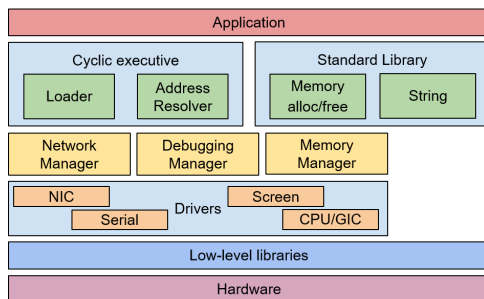 Application
Cyclic executive
Loader
Address
Resolver
Standard Library
Memory
alloc/free
String
Network
Manager
Debugging
Manager
Memory
Manager
NIC
Serial
Drivers
Screen
CPU/GIC
Low-level libraries
Hardware